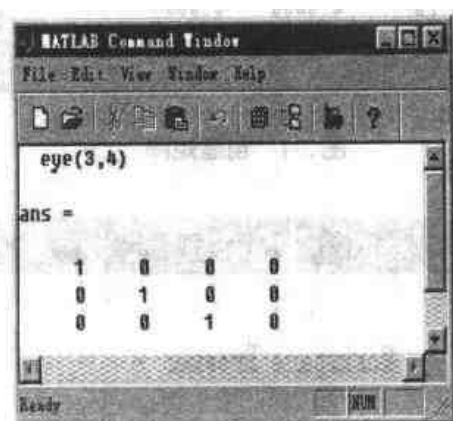 MATLAB Command Window
File Edit View Window Help
eye(3,4)
ans =
1 0 0 0
0 1 0 0
0 0 1 0
Ready NUM